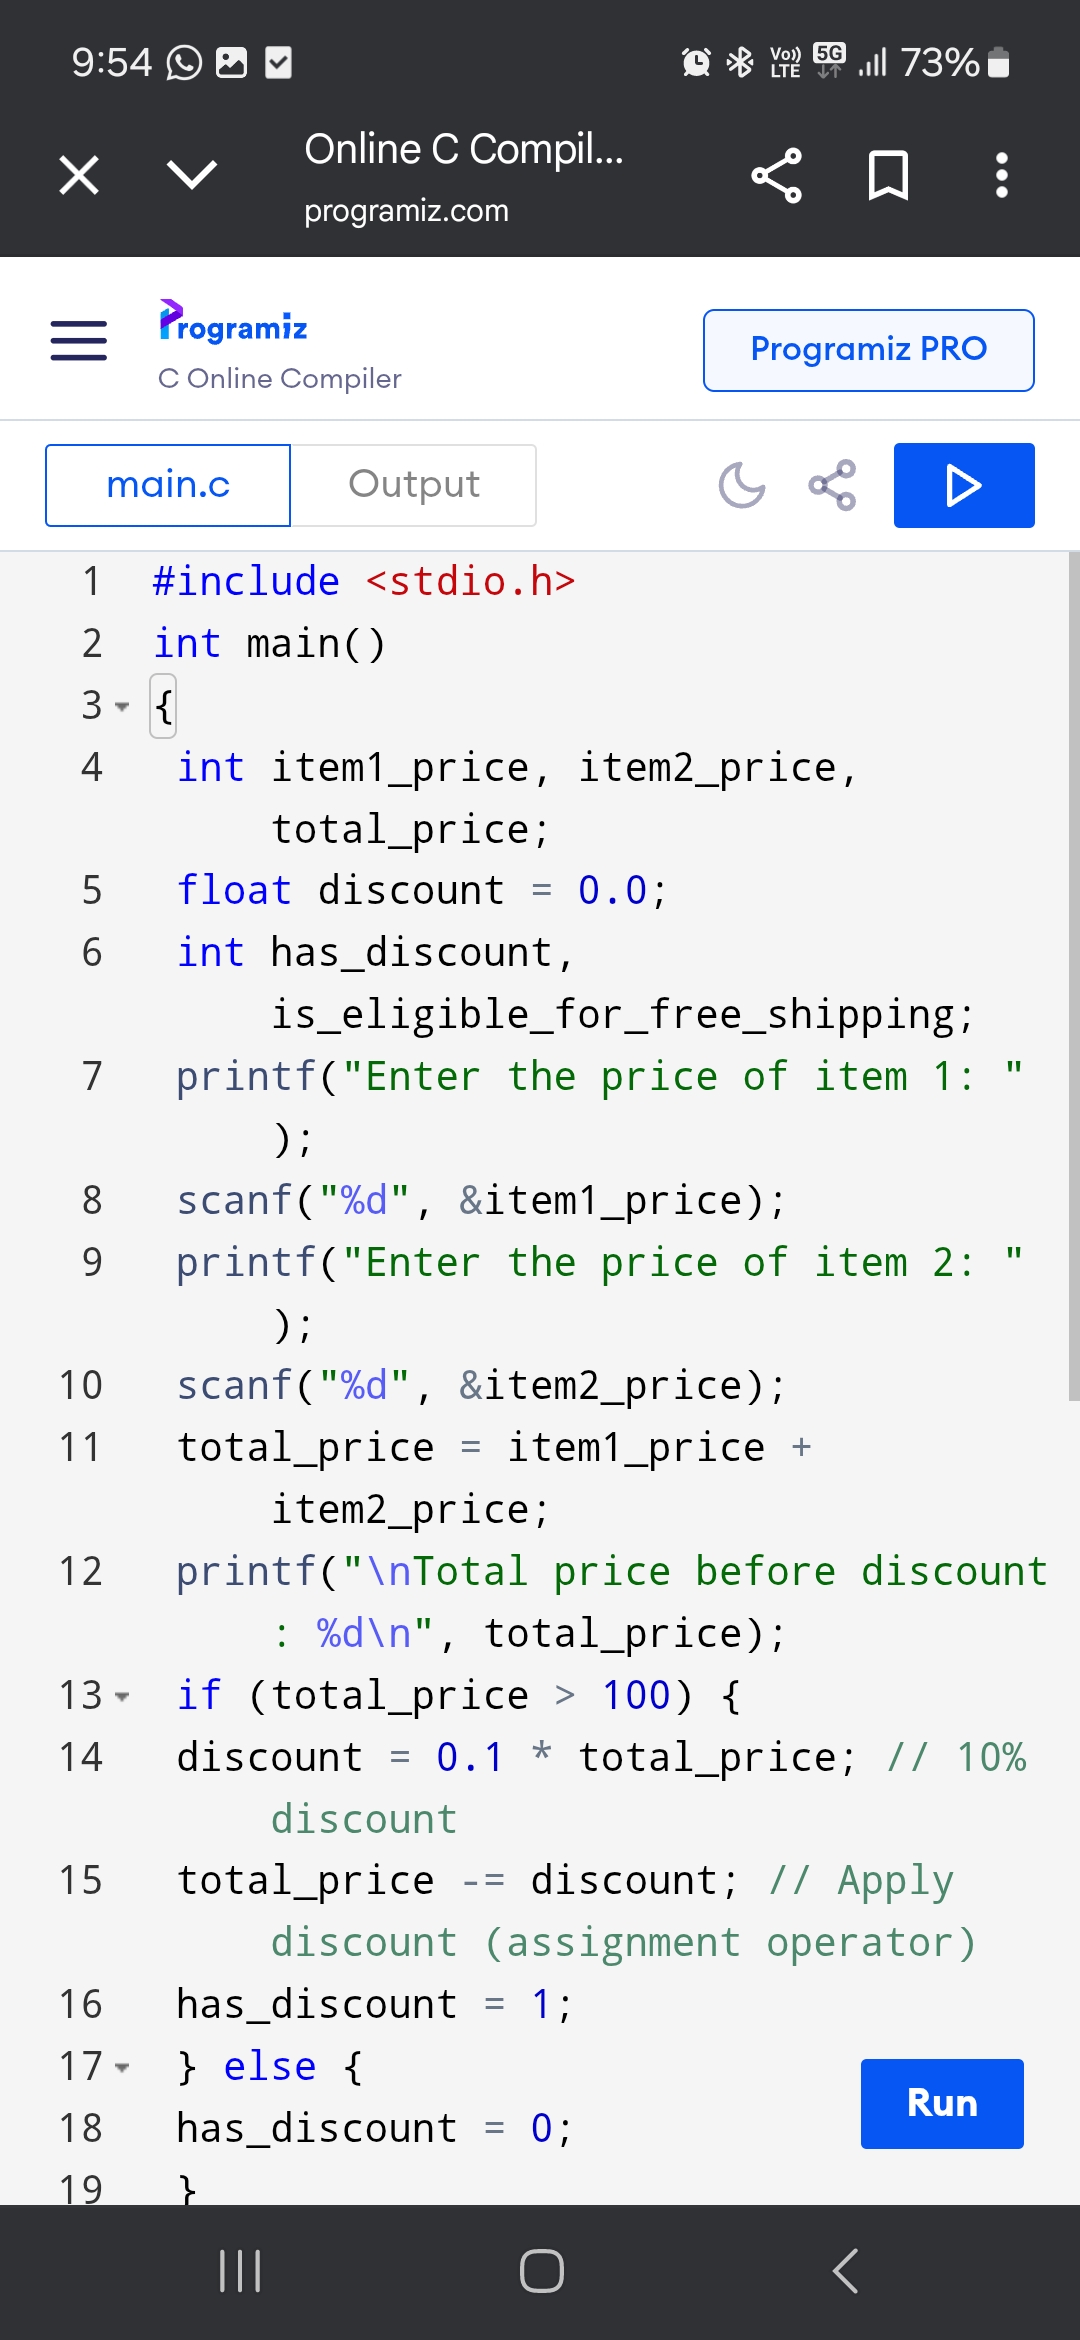 9:54 Vo)) LTE 5G 73%
Online C Compil...
programiz.com
Programiz
C Online Compiler
Programiz PRO
main.c Output
1 #include <stdio.h>
2 int main()
3 {
4 int item1_price, item2_price,
total_price;
5 float discount = 0.0;
6 int has_discount,
is_eligible_for_free_shipping;
7 printf("Enter the price of item 1: "
);
8 scanf("%d", &item1_price);
9 printf("Enter the price of item 2: "
);
10 scanf("%d", &item2_price);
11 total_price = item1_price +
item2_price;
12 printf("\nTotal price before discount
: %d\n", total_price);
13 if (total_price > 100) {
14 discount = 0.1 * total_price; // 10%
discount
15 total_price -= discount; // Apply
discount (assignment operator)
16 has_discount = 1;
17 } else {
18 has_discount = 0;
19 }
Run